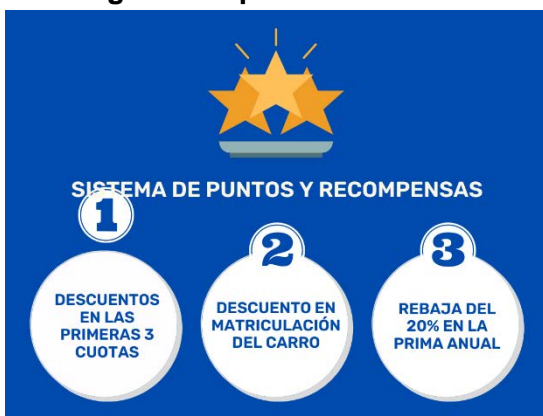 SISTEMA DE PUNTOS Y RECOMPENSAS
1
DESCUENTOS
EN LAS
PRIMERAS 3
CUOTAS
2
DESCUENTO EN
MATRICULACIÓN
DEL CARRO
3
REBAJA DEL
20% EN LA
PRIMA ANUAL